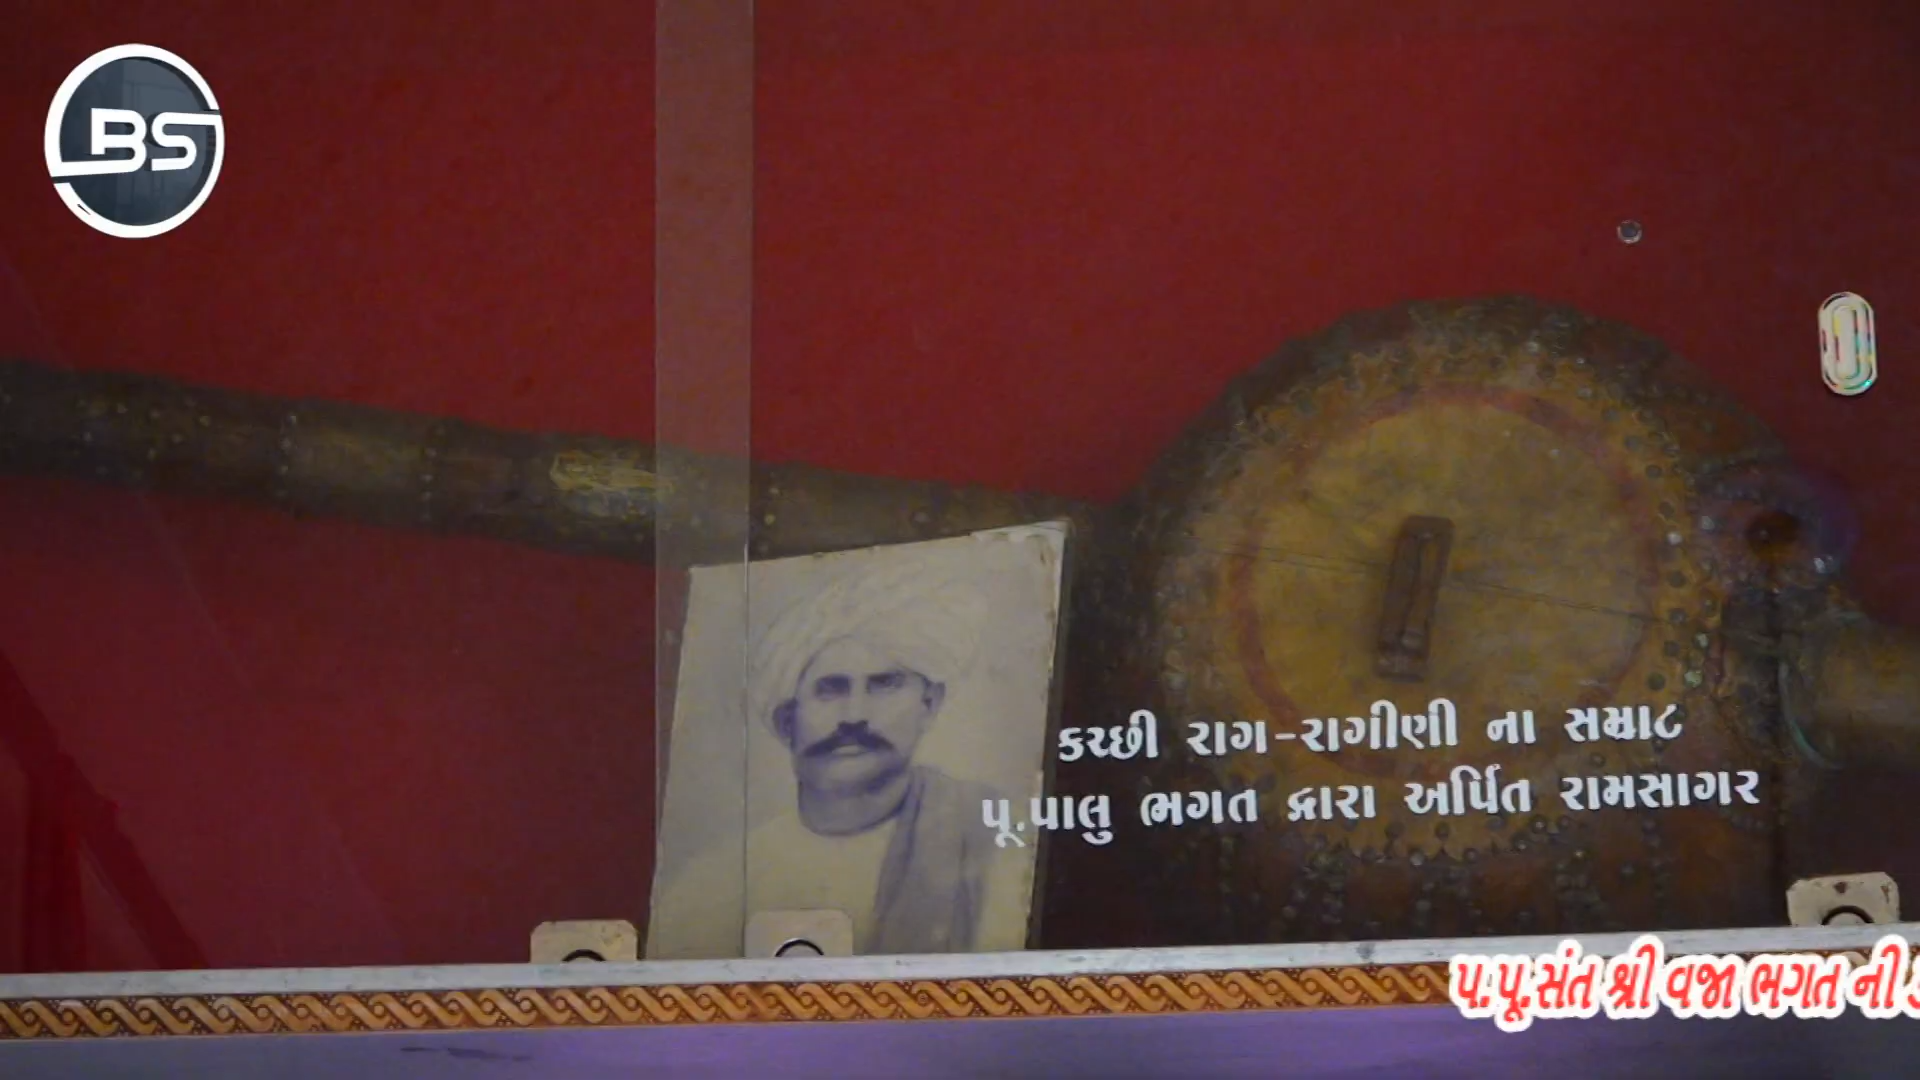 BS
કચ્છી રાગ-રાગીણી ના સમ્રાટ
પૂ.પાલુ ભગત દ્વારા અર્પિત રામસાગર
પ.પૂ.સંત શ્રી વજા ભગત ની